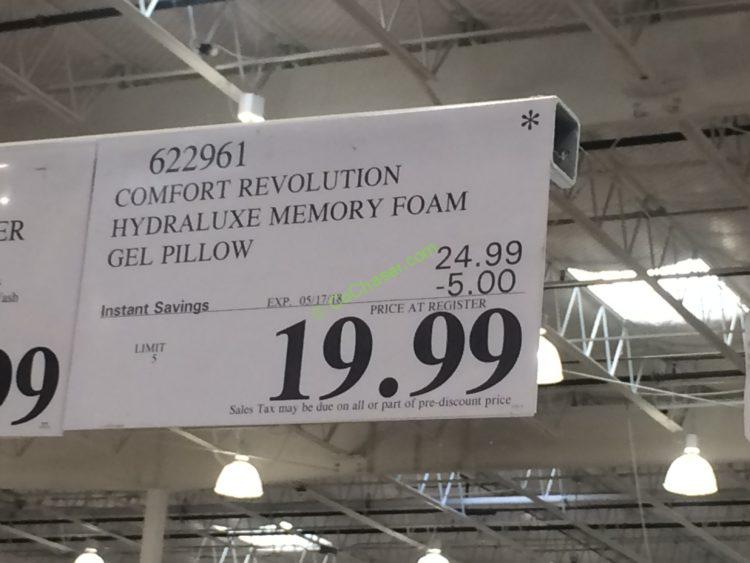 *
622961
COMFORT REVOLUTION
HYDRALUXE MEMORY FOAM
GEL PILLOW
24.99
-5.00
Instant Savings EXP. 05/17/18 PRICE AT REGISTER
19.99
LIMIT
5
Sales Tax may be due on all or part of pre-discount price
ER
99